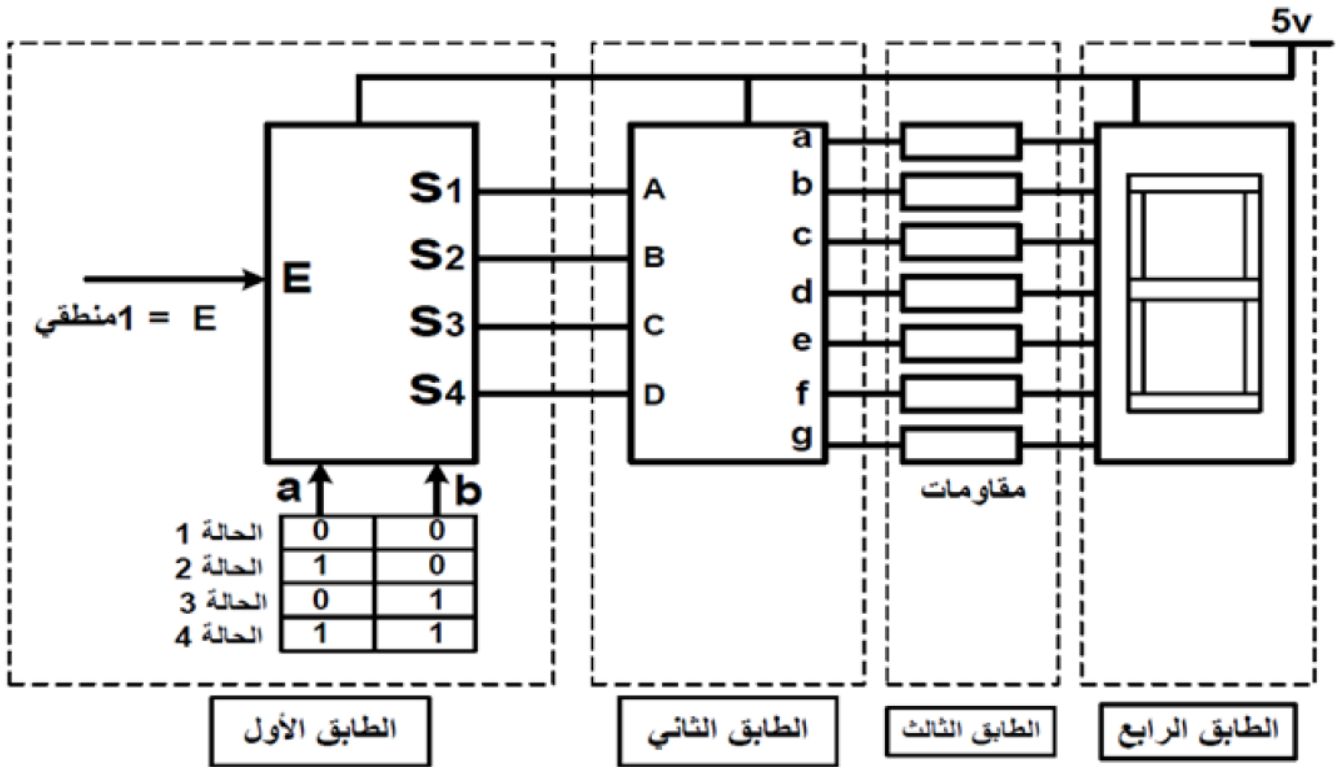 5v
E
S1
S2
S3
S4
a
b
E = 1منطقي
A
B
C
D
a
b
c
d
e
f
g
مقاومات
الحالة 1 0 0
الحالة 2 1 0
الحالة 3 0 1
الحالة 4 1 1
الطابق الأول
الطابق الثاني
الطابق الثالث
الطابق الرابع